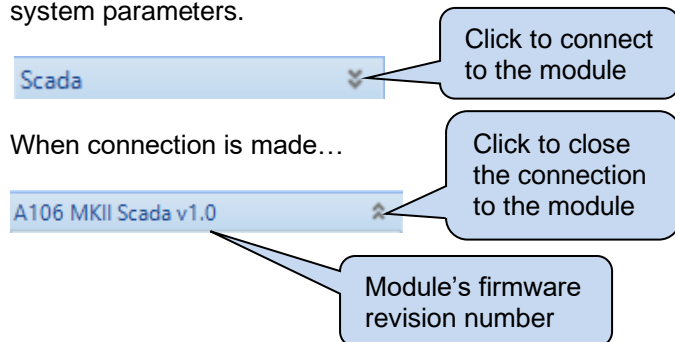 system parameters.
Click to connect
to the module
Scada
When connection is made…
Click to close
the connection
to the module
A106 MKII Scada v1.0
Module's firmware
revision number